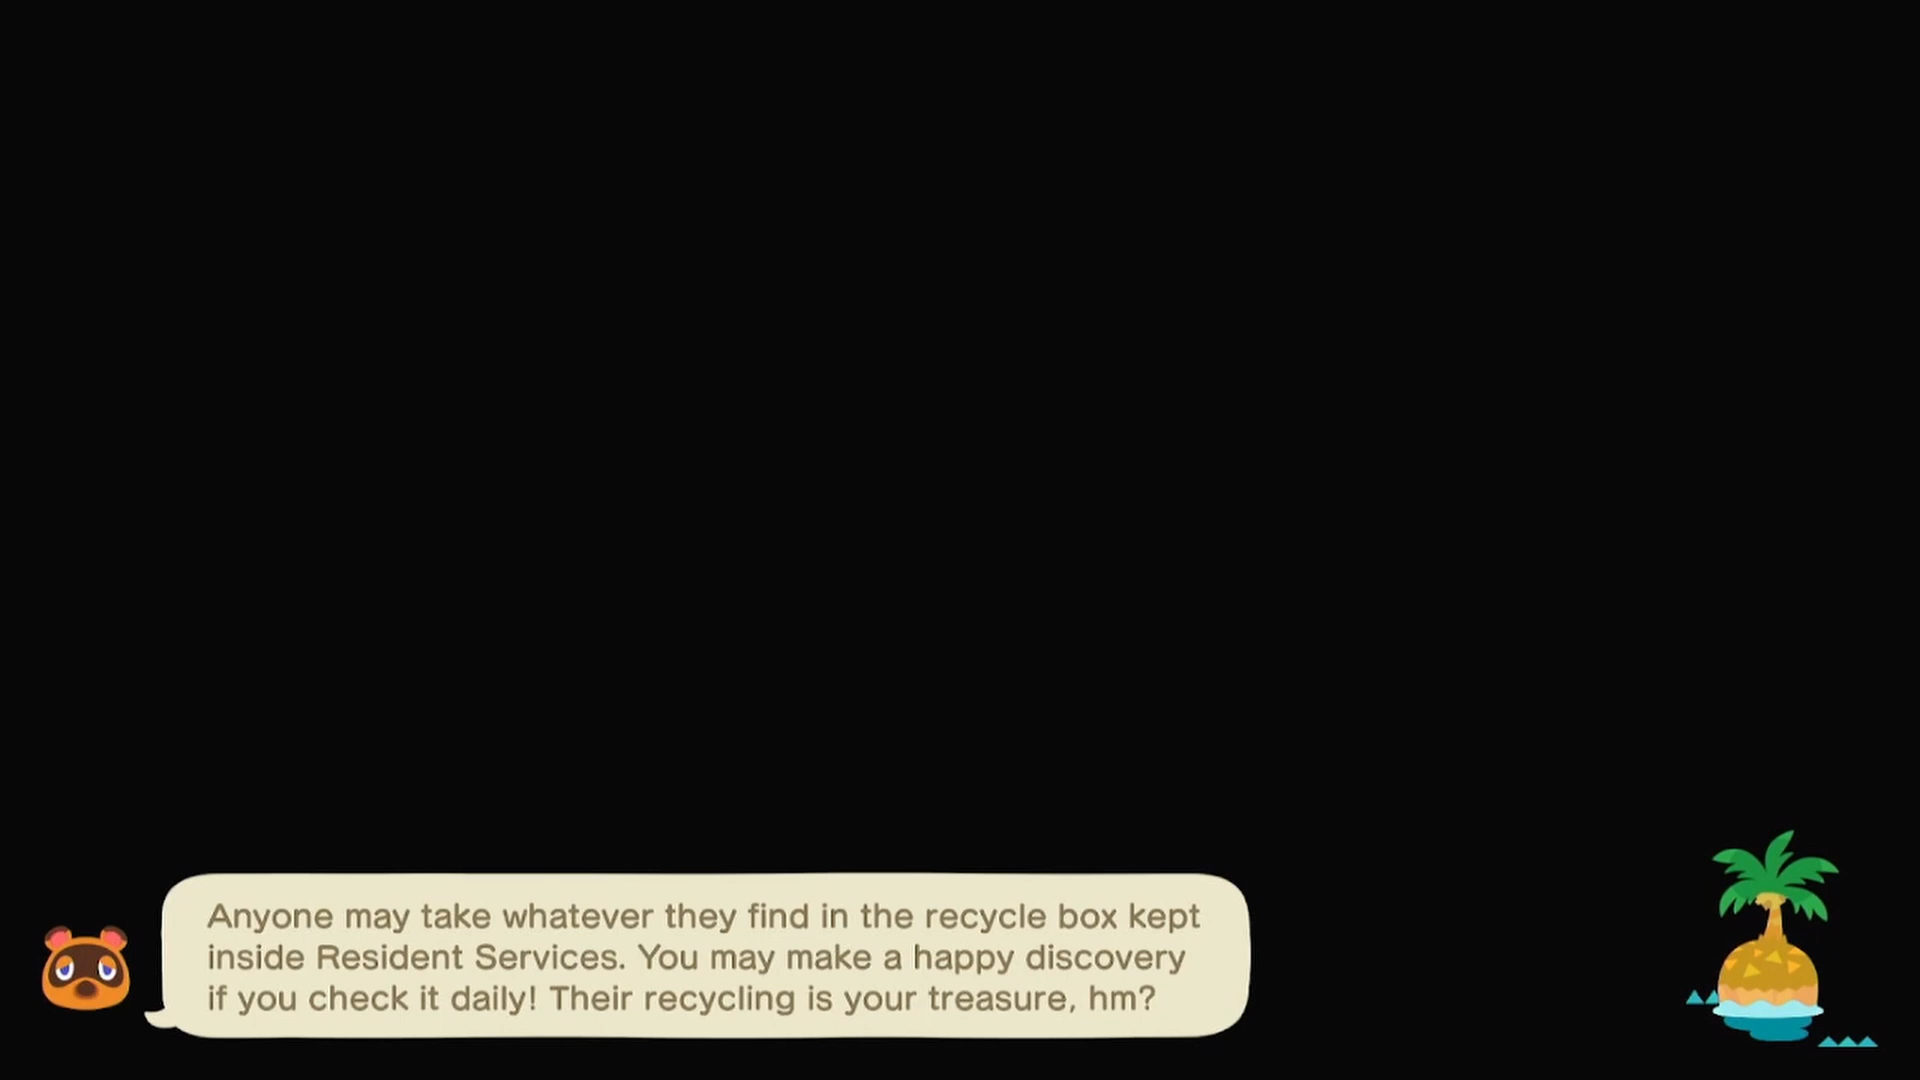 Anyone may take whatever they find in the recycle box kept
inside Resident Services. You may make a happy discovery
if you check it daily! Their recycling is your treasure, hm?